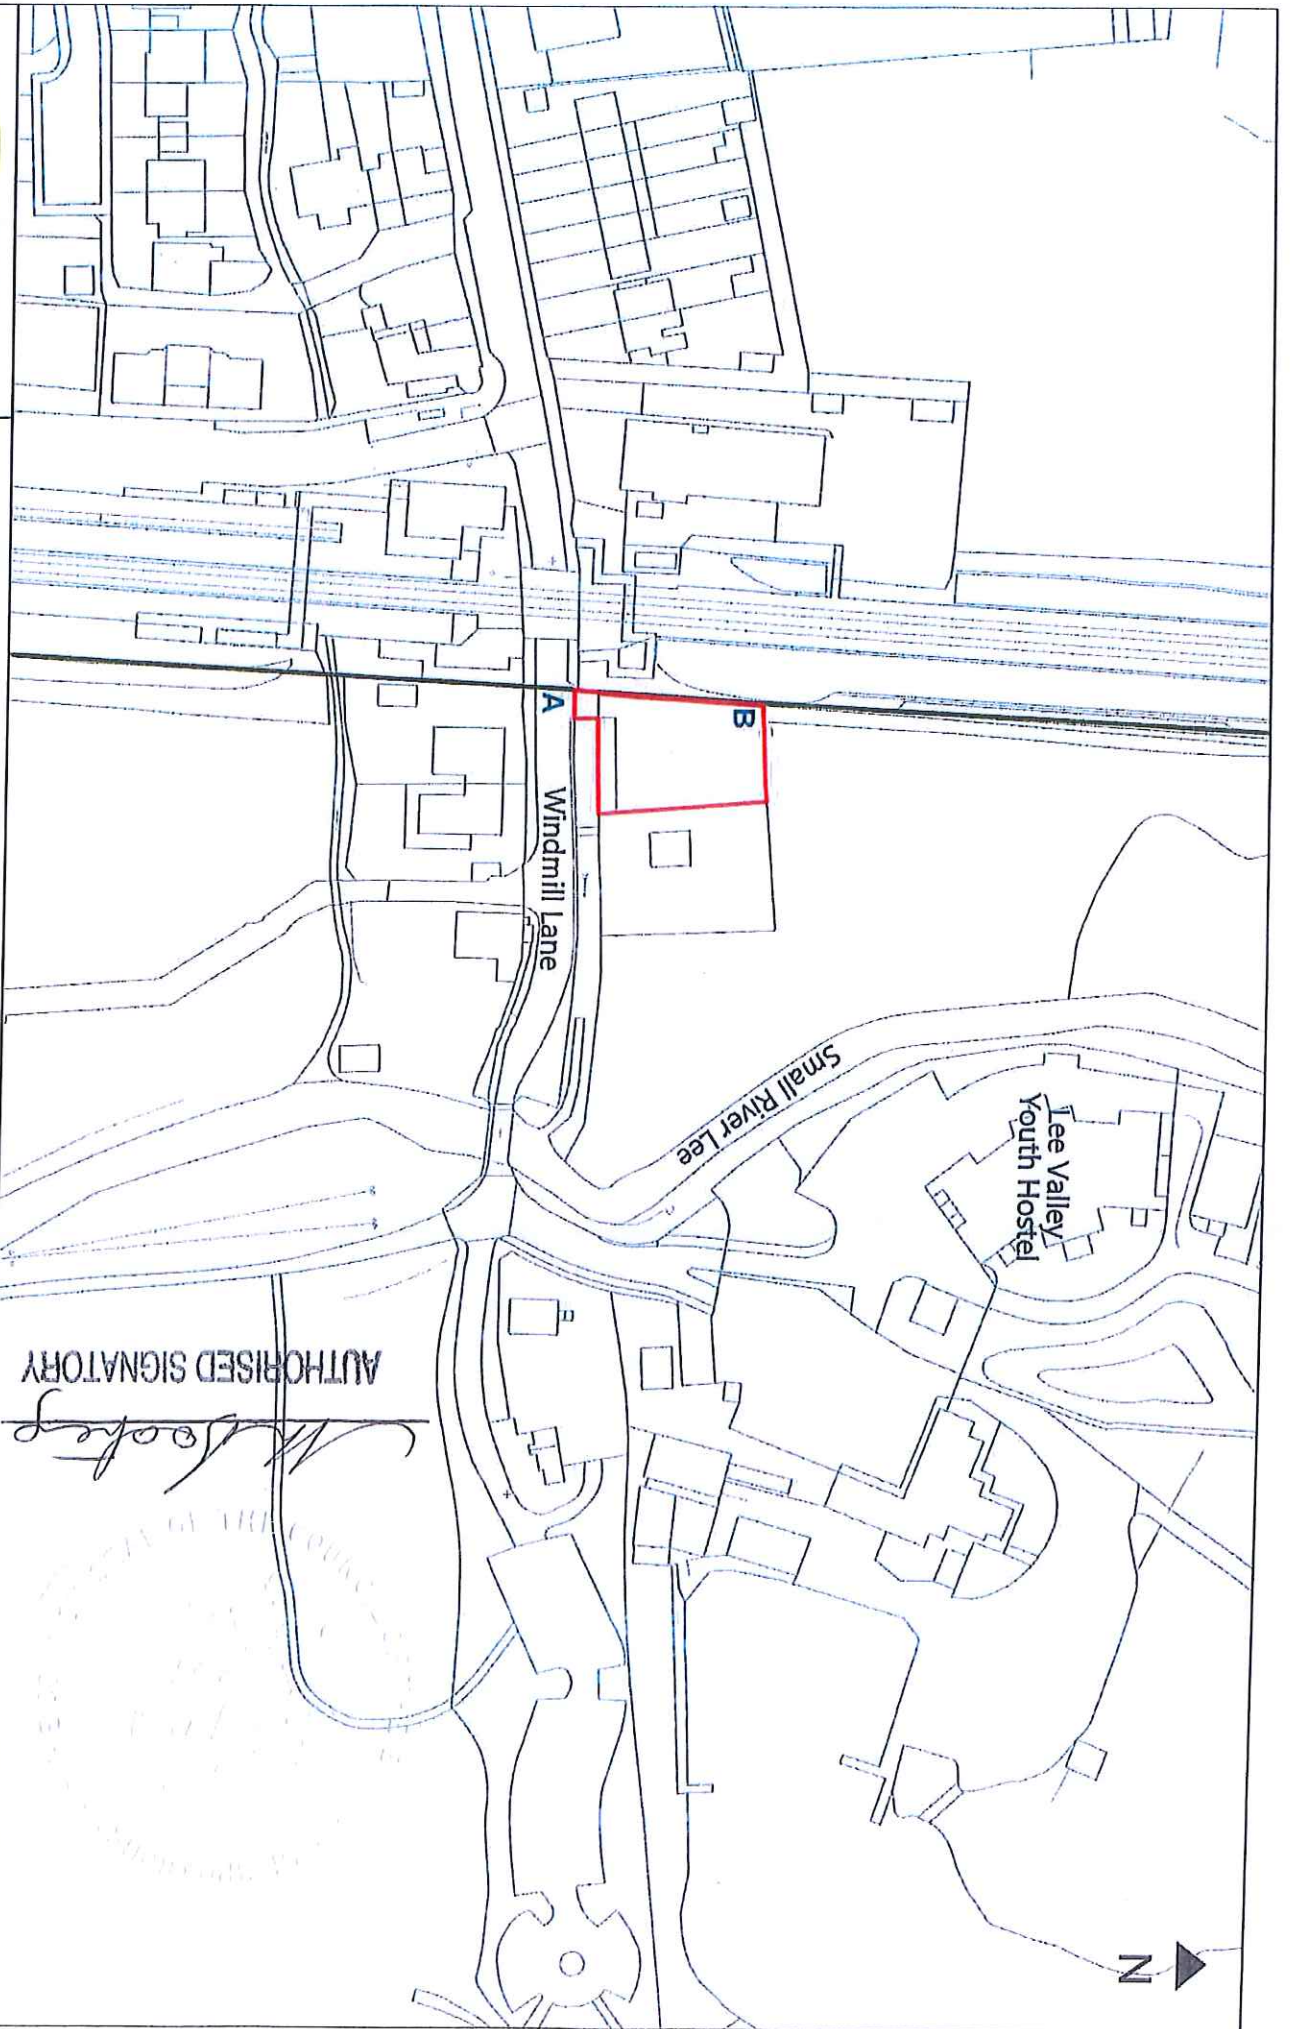 A
B
Windmill Lane
Small River Lee
Lee Valley
Youth Hostel
N
AUTHORISED SIGNATORY